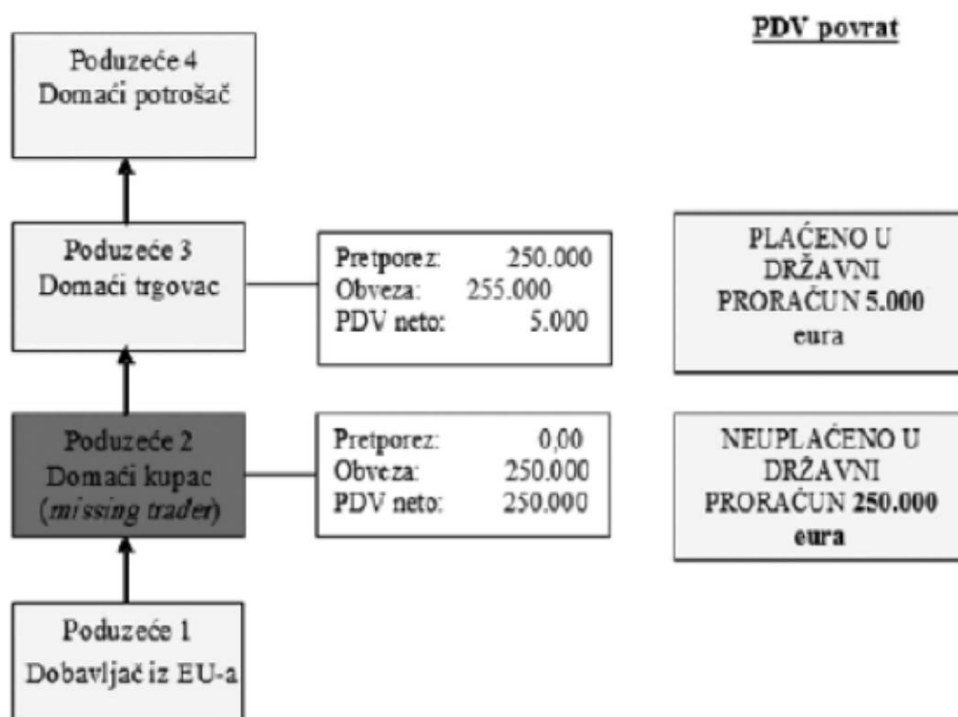 PDV povrat
Poduzeće 4
Domaći potrošač
Poduzeće 3
Domaći trgovac
Pretporez: 250.000
Obveza: 255.000
PDV neto: 5.000
PLAĆENO U
DRŽAVNI
PRORAČUN 5.000
eura
Poduzeće 2
Domaći kupac
(missing trader)
Pretporez: 0,00
Obveza: 250.000
PDV neto: 250.000
NEUPLAĆENO U
DRŽAVNI
PRORAČUN 250.000
eura
Poduzeće 1
Dobavljač iz EU-a